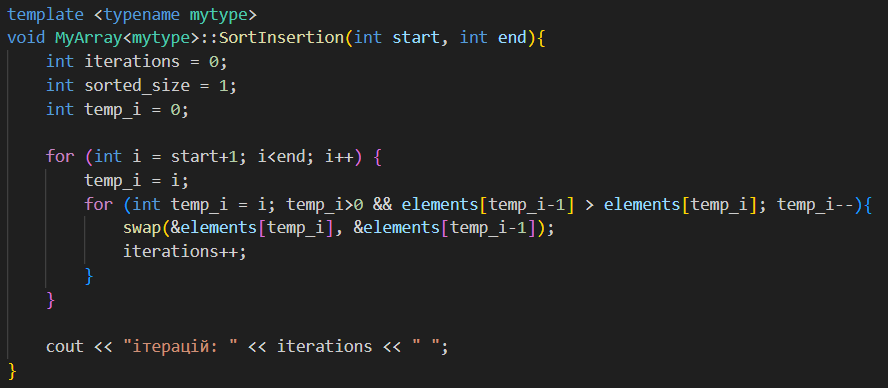 template <typename mytype>
void MyArray<mytype>::SortInsertion(int start, int end){
    int iterations = 0;
    int sorted_size = 1;
    int temp_i = 0;

    for (int i = start+1; i<end; i++) {
        temp_i = i;
        for (int temp_i = i; temp_i>0 && elements[temp_i-1] > elements[temp_i]; temp_i--){
            swap(&elements[temp_i], &elements[temp_i-1]);
            iterations++;
        }
    }

    cout << "ітерацій: " << iterations << " ";
}